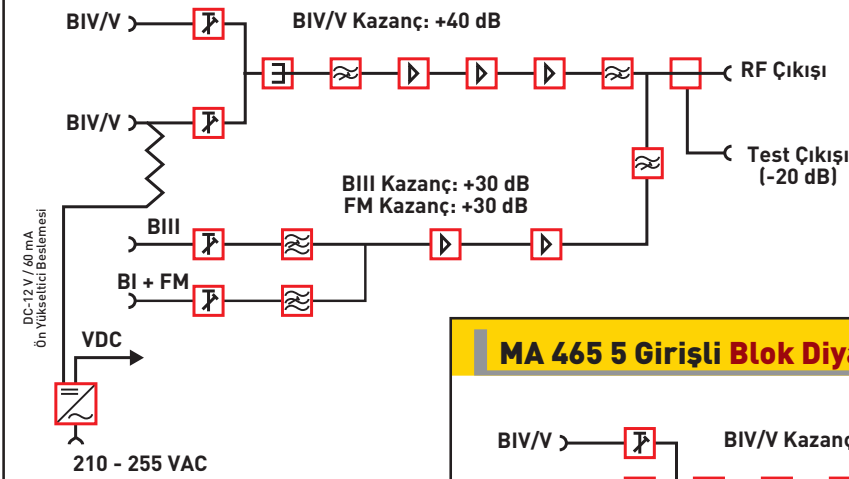 BIV/V
BIV/V Kazanç: +40 dB
RF Çıkışı
BIV/V
Test Çıkışı
(-20 dB)
BIII Kazanç: +30 dB
FM Kazanç: +30 dB
DC-12 V / 60 mA
Ön Yükseltici Beslemesi
BIII
BI + FM
VDC
210 - 255 VAC
MA 465 5 Girişli Blok Diya
BIV/V
BIV/V Kazanç